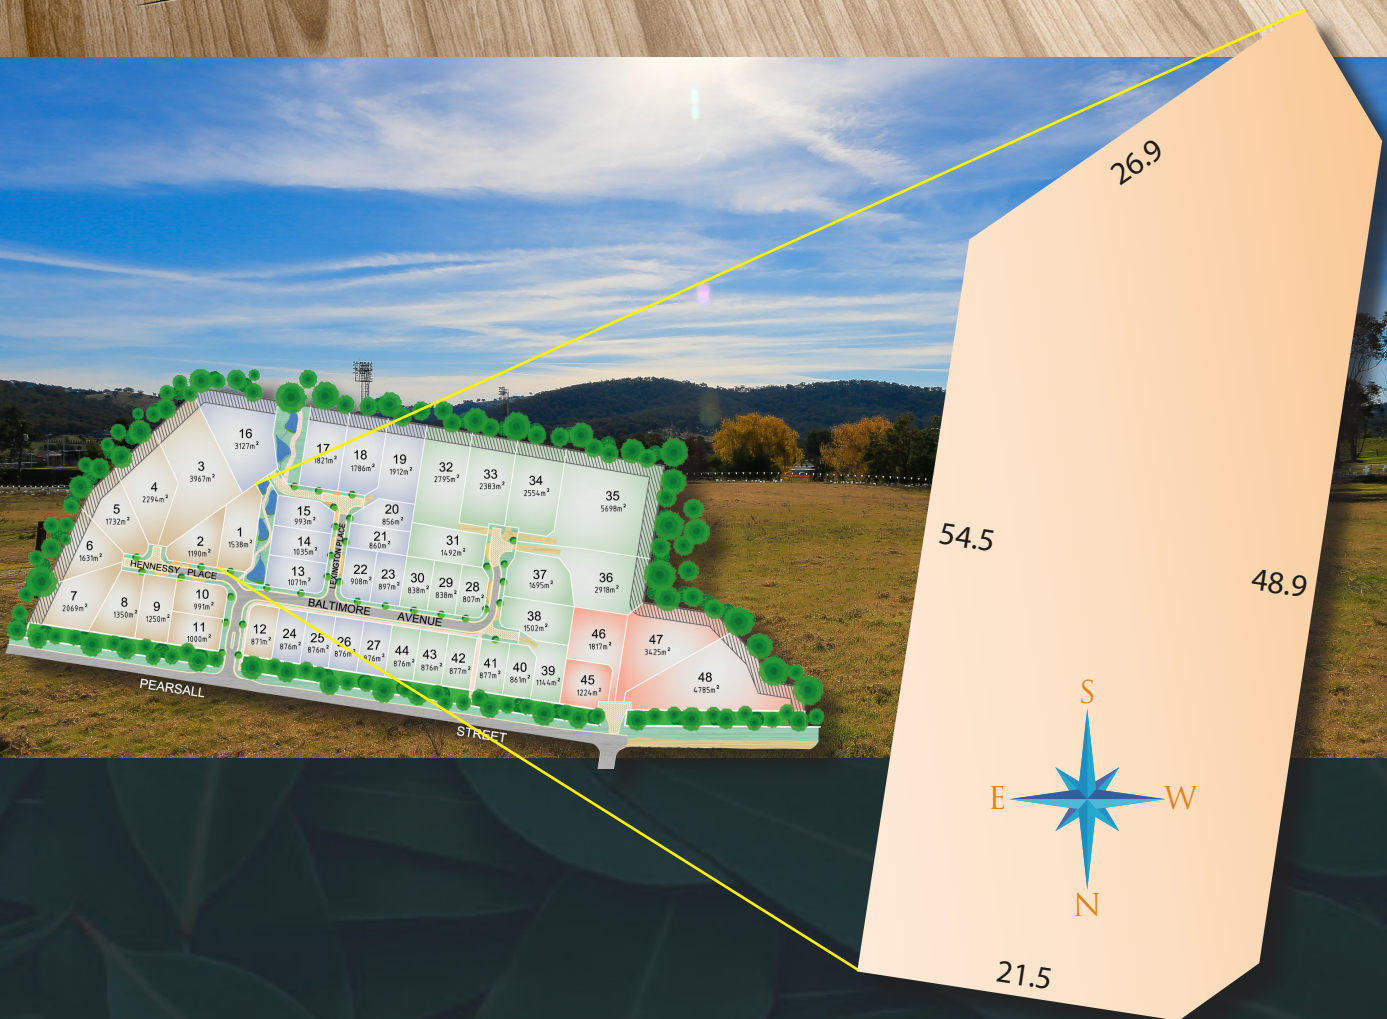 26.9
54.5
48.9
21.5
S
E
W
N
16
3127m²
3
3967m²
4
2294m²
5
1732m²
6
1631m²
7
2069m²
8
1350m²
9
1250m²
10
991m²
11
1000m²
2
1190m²
1
1538m²
HENNESSY PLACE
17
1821m²
18
1786m²
19
1912m²
15
993m²
14
1035m²
13
1071m²
LEXINGTON PLACE
20
856m²
21
860m²
22
908m²
23
897m²
30
838m²
29
838m²
28
807m²
31
1492m²
32
2795m²
33
2383m²
34
2554m²
35
5698m²
36
2918m²
37
1695m²
38
1502m²
BALTIMORE AVENUE
12
871m²
24
876m²
25
876m²
26
876m²
27
876m²
44
876m²
43
876m²
42
877m²
41
877m²
40
861m²
39
1144m²
46
1817m²
45
1224m²
47
3425m²
48
4785m²
PEARSALL STREET